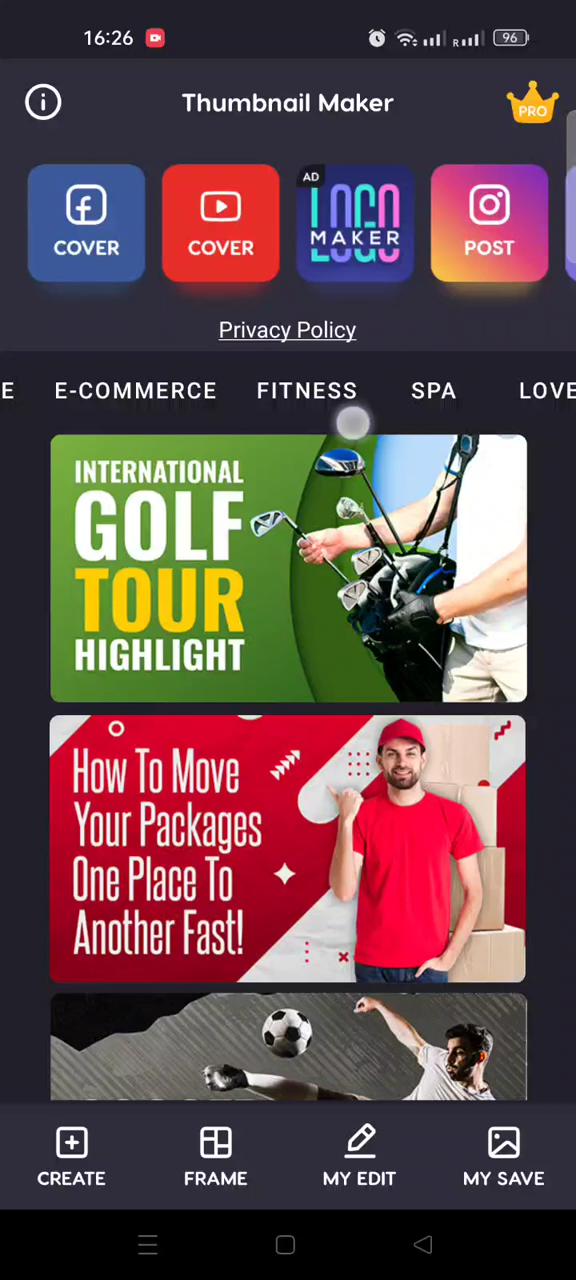 16:26
R
96
Thumbnail Maker
PRO
COVER
COVER
AD
LOGO
MAKER
POST
Privacy Policy
E
E-COMMERCE
FITNESS
SPA
LOVE
INTERNATIONAL
GOLF
TOUR
HIGHLIGHT
How To Move
Your Packages
One Place To
Another Fast!
CREATE
FRAME
MY EDIT
MY SAVE